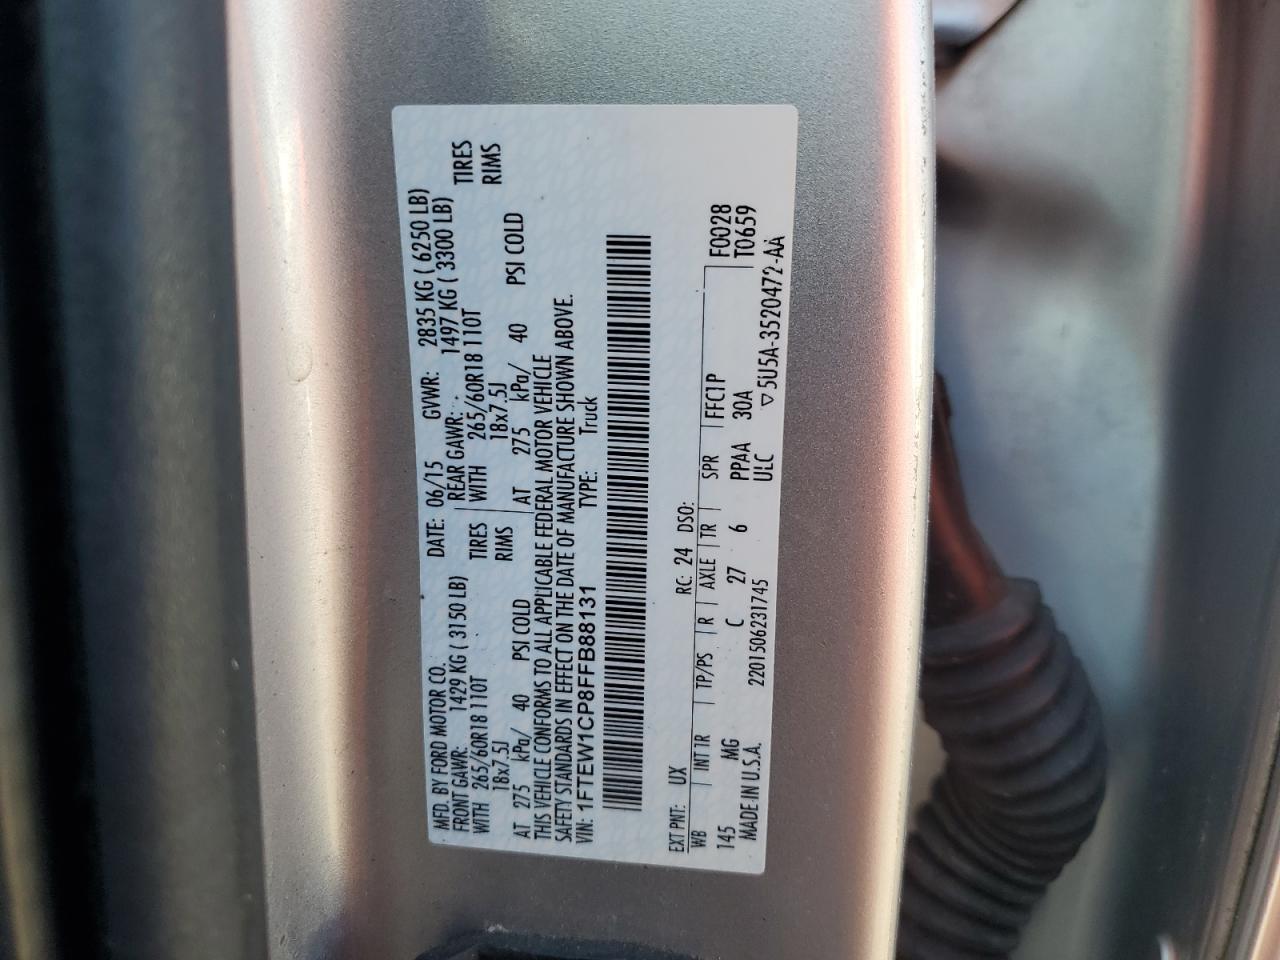 MFD. BY FORD MOTOR CO. DATE: 06/15 GVWR: 2835 KG ( 6250 LB)
FRONT GAWR: 1429 KG ( 3150 LB) REAR GAWR: 1497 KG ( 3300 LB)
WITH 265/60R18 110T TIRES WITH 265/60R18 110T TIRES
18x7.5J RIMS 18x7.5J RIMS
AT 275 kPa/ 40 PSI COLD AT 275 kPa/ 40 PSI COLD
THIS VEHICLE CONFORMS TO ALL APPLICABLE FEDERAL MOTOR VEHICLE
SAFETY STANDARDS IN EFFECT ON THE DATE OF MANUFACTURE SHOWN ABOVE.
VIN: 1FTEW1CP8FFB88131 TYPE: Truck
EXT PNT: UX RC: 24 DSO:
WB INT TR TP/PS R AXLE TR SPR FFC1P F0028
145 MG C 27 6 PPAA 30A T0659
MADE IN U.S.A. 2201506231745 ULC ▽5U5A-3520472-AA